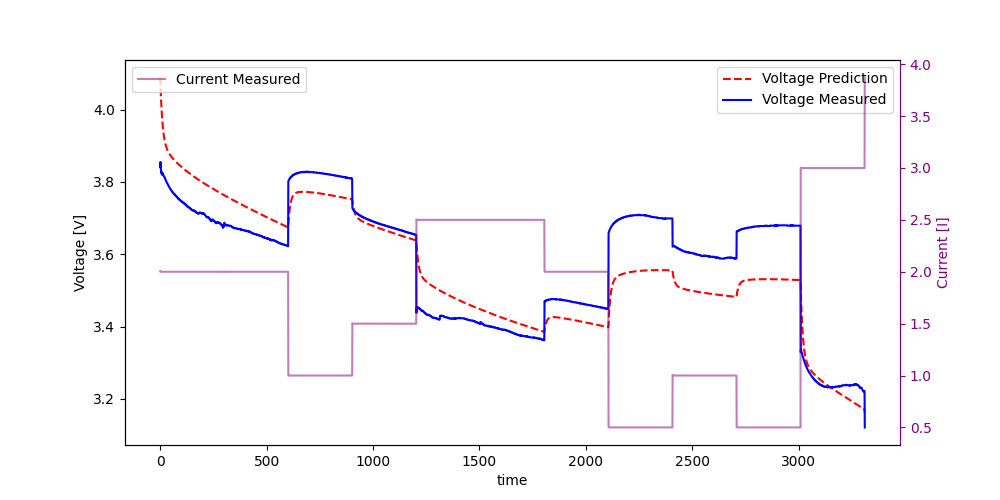 Current Measured
Voltage Prediction
Voltage Measured
Voltage [V]
4.0
3.8
3.6
3.4
3.2
4.0
3.5
3.0
2.5
2.0
1.5
1.0
0.5
Current [I]
0 500 1000 1500 2000 2500 3000
time